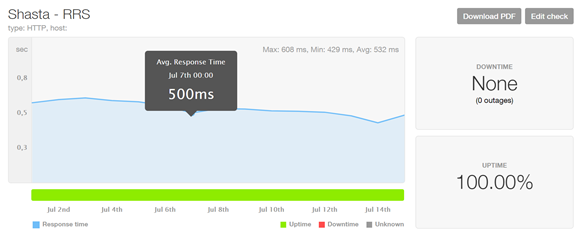 Shasta - RRS
type: HTTP, host:
Download PDF
Edit check
sec
Max: 608 ms, Min: 429 ms, Avg: 532 ms
0,8
0,5
0,3
Avg. Response Time
Jul 7th 00:00
500ms
Jul 2nd
Jul 4th
Jul 6th
Jul 8th
Jul 10th
Jul 12th
Jul 14th
Response time
Uptime
Downtime
Unknown
DOWNTIME
None
(0 outages)
UPTIME
100.00%